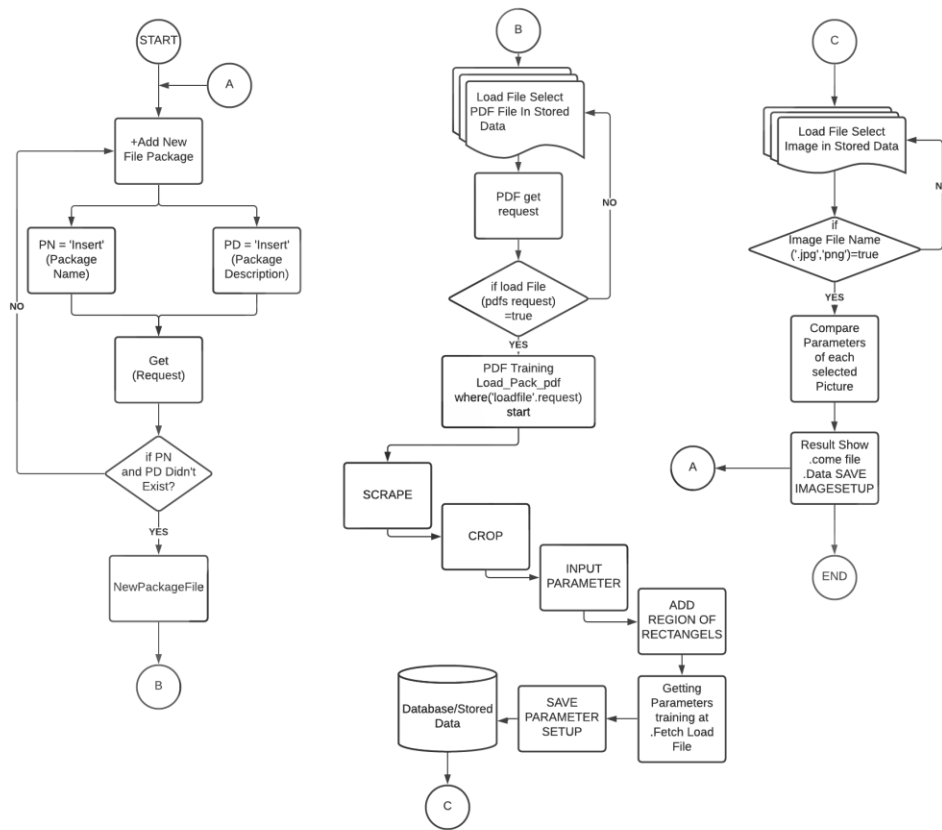 START
A
+Add New
File Package
PN = 'Insert'
(Package
Name)
PD = 'Insert'
(Package
Description)
NO
Get
(Request)
if PN
and PD Didn't
Exist?
YES
NewPackageFile
B
B
Load File Select
PDF File In Stored
Data
PDF get
request
NO
if load File
(pdfs request)
=true
YES
PDF Training
Load_Pack_pdf
where('loadfile'.request)
start
SCRAPE
CROP
INPUT
PARAMETER
ADD
REGION OF
RECTANGELS
Getting
Parameters
training at
.Fetch Load
File
SAVE
PARAMETER
SETUP
Database/Stored
Data
C
C
Load File Select
Image in Stored Data
if
Image File Name
('.jpg','png')=true
YES
Compare
Parameters
of each
selected
Picture
Result Show
.come file
.Data SAVE
IMAGESETUP
A
END